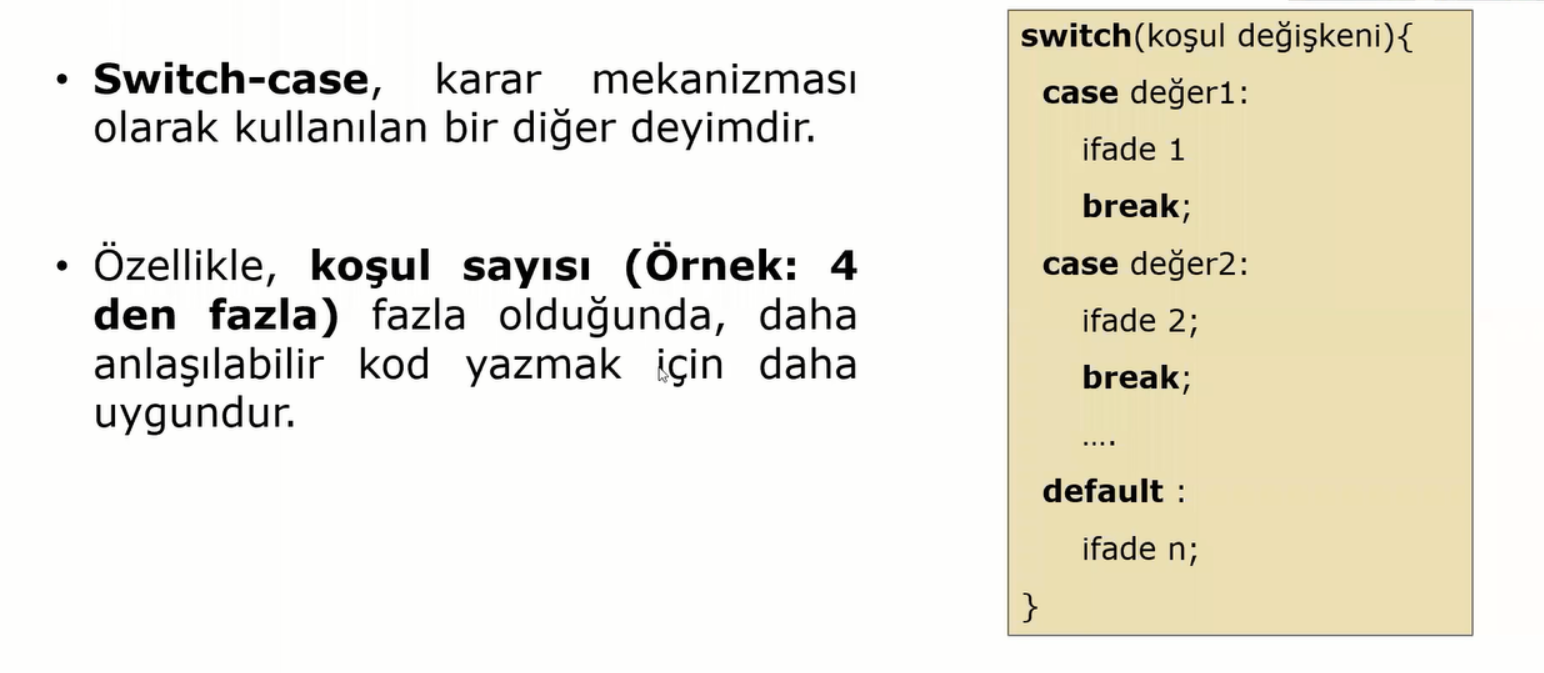 • Switch-case, karar mekanizması
olarak kullanılan bir diğer deyimdir.
• Özellikle, koşul sayısı (Örnek: 4
den fazla) fazla olduğunda, daha
anlaşılabilir kod yazmak için daha
uygundur.
switch(koşul değişkeni){
case değer1:
ifade 1
break;
case değer2:
ifade 2;
break;
....
default :
ifade n;
}